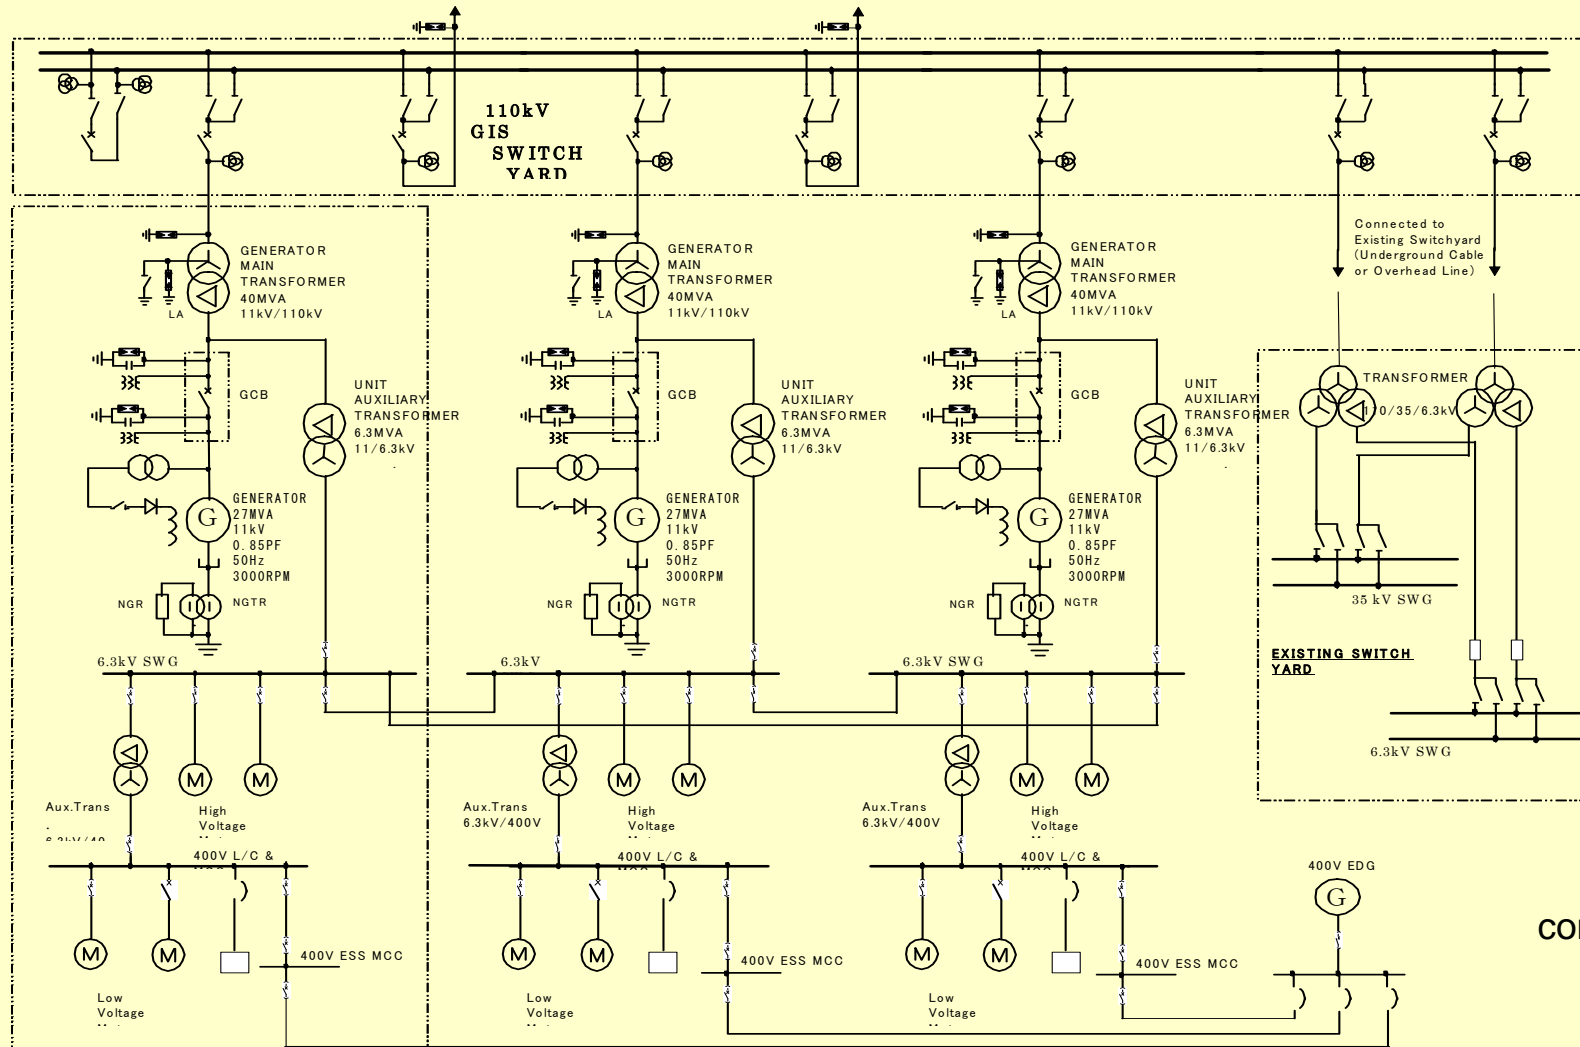 110kV
GIS
SWITCH
YARD
GENERATOR
MAIN
TRANSFORMER
40MVA
11kV/110kV
LA
GCB
UNIT
AUXILIARY
TRANSFORMER
6.3MVA
11/6.3kV
GENERATOR
27MVA
11kV
0.85PF
50Hz
3000RPM
G
NGR
NGTR
6.3kV SWG
M
M
Aux.Trans
.
High
Voltage
400V L/C &
M
M
400V ESS MCC
Low
Voltage
GENERATOR
MAIN
TRANSFORMER
40MVA
11kV/110kV
LA
GCB
UNIT
AUXILIARY
TRANSFORMER
6.3MVA
11/6.3kV
GENERATOR
27MVA
11kV
0.85PF
50Hz
3000RPM
G
NGR
NGTR
6.3kV
M
M
Aux.Trans
6.3kV/400V
High
Voltage
400V L/C &
M
M
400V ESS MCC
Low
Voltage
GENERATOR
MAIN
TRANSFORMER
40MVA
11kV/110kV
LA
GCB
UNIT
AUXILIARY
TRANSFORMER
6.3MVA
11/6.3kV
GENERATOR
27MVA
11kV
0.85PF
50Hz
3000RPM
G
NGR
NGTR
6.3kV SWG
M
M
Aux.Trans
6.3kV/400V
High
Voltage
400V L/C &
M
M
400V ESS MCC
Low
Voltage
Connected to
Existing Switchyard
(Underground Cable
or Overhead Line)
TRANSFORMER
110/35/6.3kV
35 kV SWG
EXISTING SWITCH
YARD
6.3kV SWG
400V EDG
G